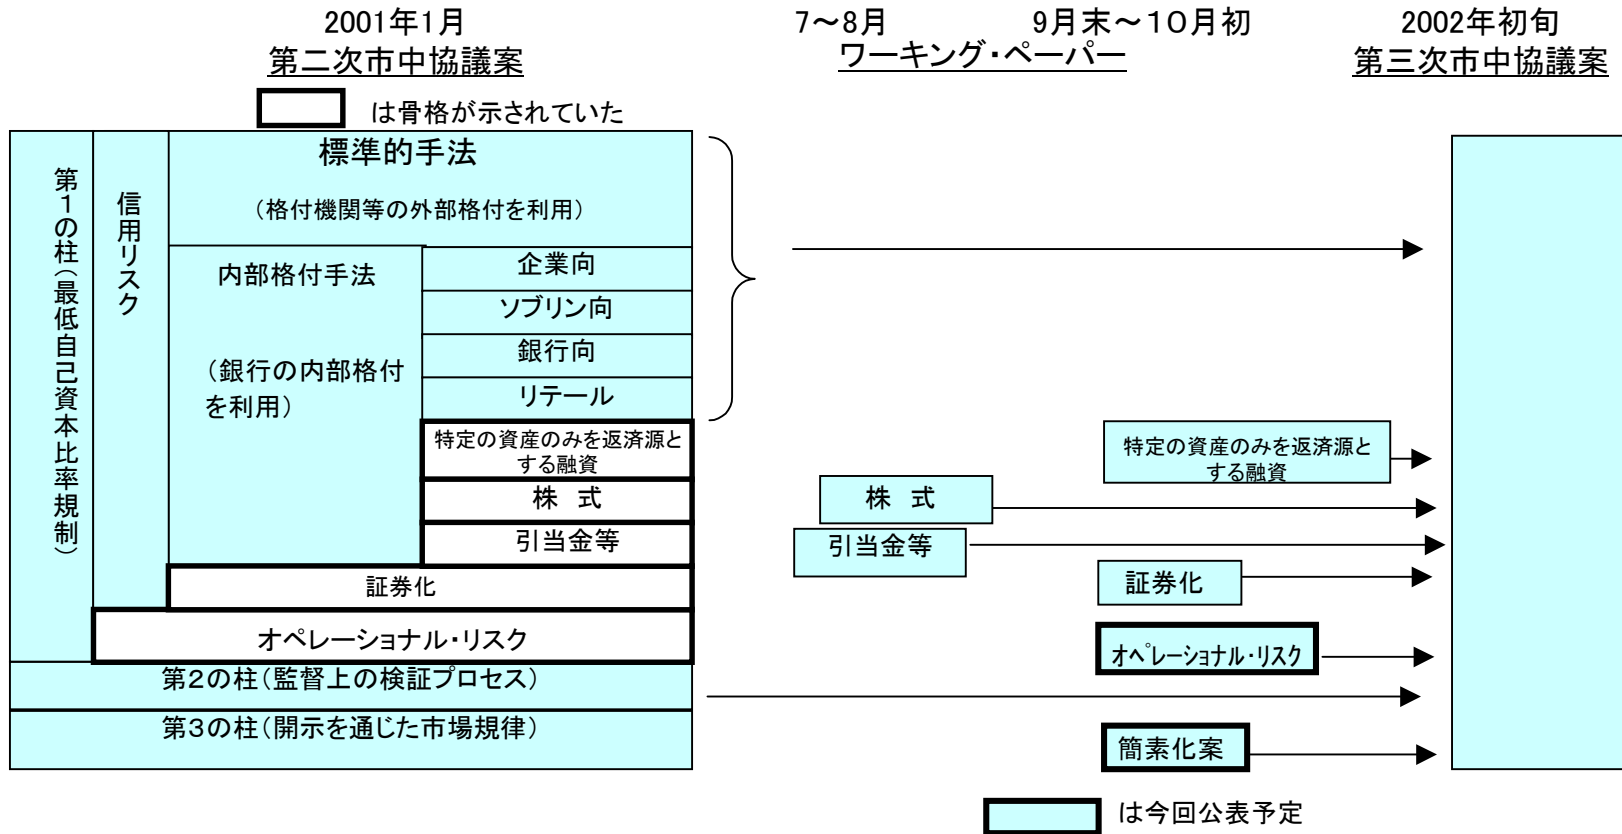 2001年1月
第二次市中協議案
7～8月
9月末～10月初
ワーキング・ペーパー
2002年初旬
第三次市中協議案
は骨格が示されていた
第1の柱（最低自己資本比率規制）
信用リスク
標準的手法
（格付機関等の外部格付を利用）
内部格付手法
（銀行の内部格付
を利用）
企業向
ソブリン向
銀行向
リテール
特定の資産のみを返済源と
する融資
株 式
引当金等
証券化
オペレーショナル・リスク
第2の柱（監督上の検証プロセス）
第3の柱（開示を通じた市場規律）
特定の資産のみを返済源と
する融資
株 式
引当金等
証券化
オペレーショナル・リスク
簡素化案
は今回公表予定